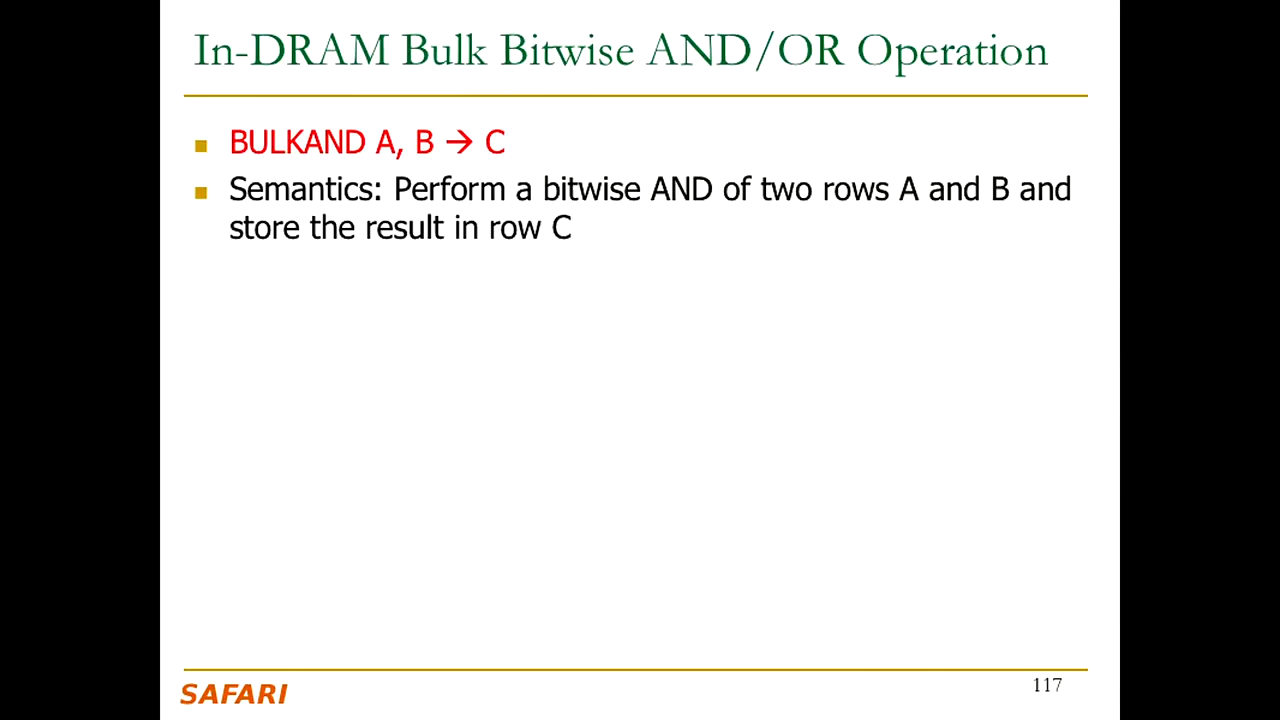 In-DRAM Bulk Bitwise AND/OR Operation
BULKAND A, B → C
Semantics: Perform a bitwise AND of two rows A and B and
store the result in row C
SAFARI
117